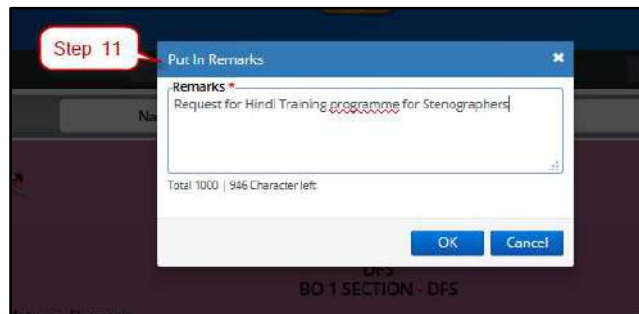 Step 11
Put In Remarks
Remarks *
Na
Request for Hindi Training programme for Stenographers
Total 1000 | 946 Character left
OK Cancel
DFS
BO 1 SECTION - DFS